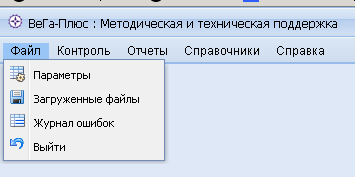 ВеГа-Плюс : Методическая и техническая поддержка
Файл Контроль Отчеты Справочники Справка
Параметры
Загруженные файлы
Журнал ошибок
Выйти